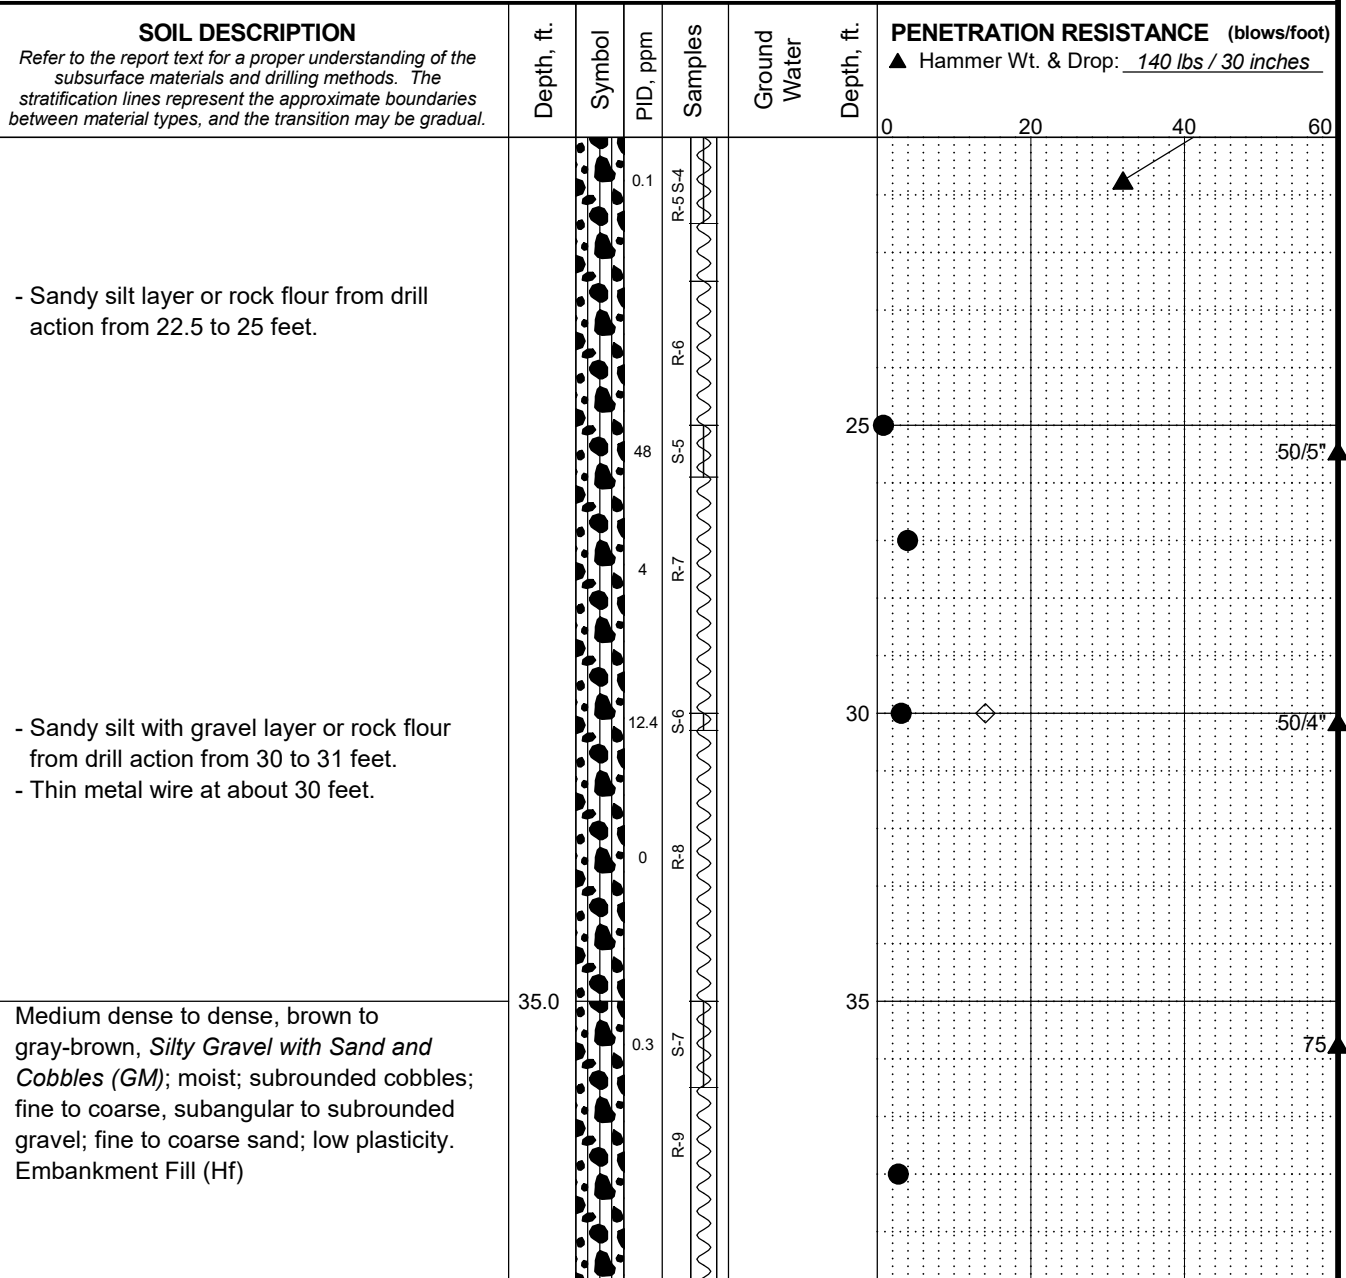 SOIL DESCRIPTION
Refer to the report text for a proper understanding of the
subsurface materials and drilling methods. The
stratification lines represent the approximate boundaries
between material types, and the transition may be gradual.
Depth, ft.
Symbol
PID, ppm
Samples
Ground
Water
Depth, ft.
PENETRATION RESISTANCE (blows/foot)
▲ Hammer Wt. & Drop: 140 lbs / 30 inches
0 20 40 60
0.1
S-4
R-5
- Sandy silt layer or rock flour from drill
action from 22.5 to 25 feet.
R-6
25
48
S-5
50/5"
4
R-7
- Sandy silt with gravel layer or rock flour
from drill action from 30 to 31 feet.
- Thin metal wire at about 30 feet.
12.4
S-6
30
50/4"
0
R-8
35.0
35
Medium dense to dense, brown to
gray-brown, Silty Gravel with Sand and
Cobbles (GM); moist; subrounded cobbles;
fine to coarse, subangular to subrounded
gravel; fine to coarse sand; low plasticity.
Embankment Fill (Hf)
0.3
S-7
75
R-9